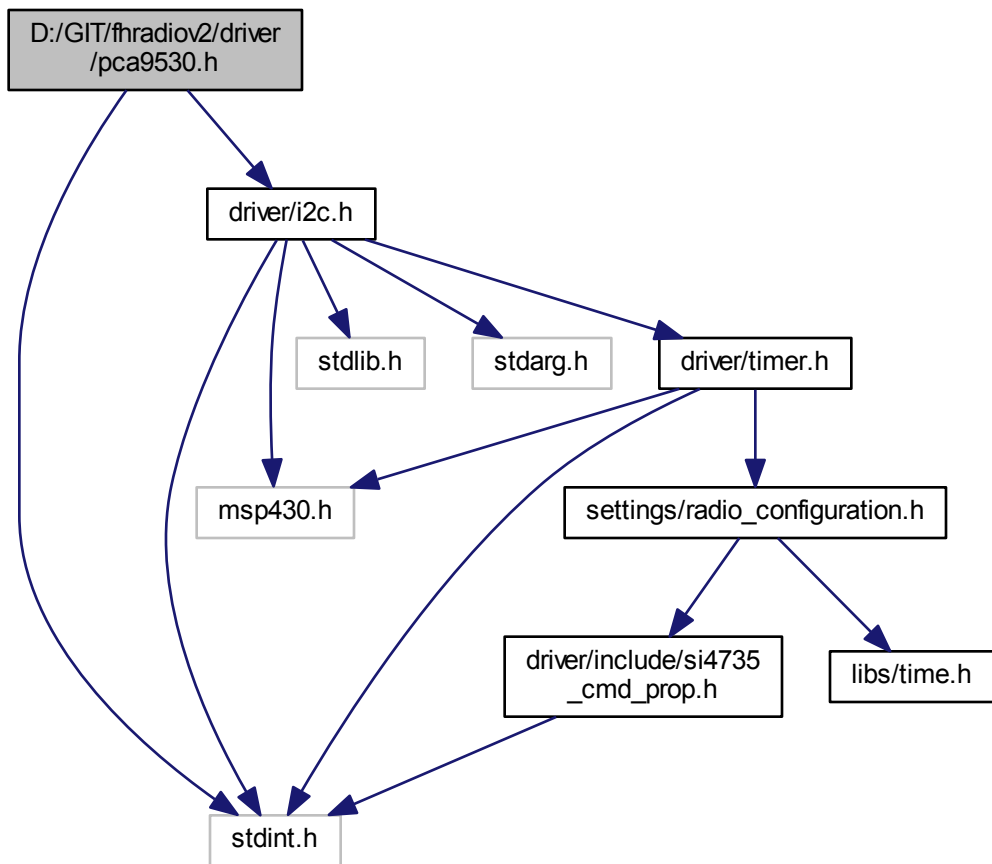 D:/GIT/fhradiov2/driver
/pca9530.h
driver/i2c.h
stdlib.h
stdarg.h
driver/timer.h
msp430.h
settings/radio_configuration.h
driver/include/si4735
_cmd_prop.h
libs/time.h
stdint.h